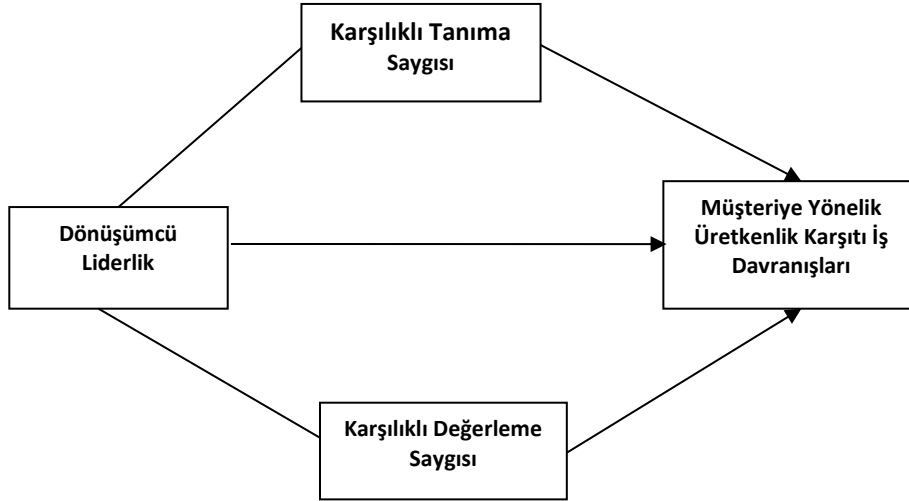 Karşılıklı Tanıma
Saygısı
Dönüşümcü
Liderlik
Müşteriye Yönelik
Üretkenlik Karşıtı İş
Davranışları
Karşılıklı Değerleme
Saygısı